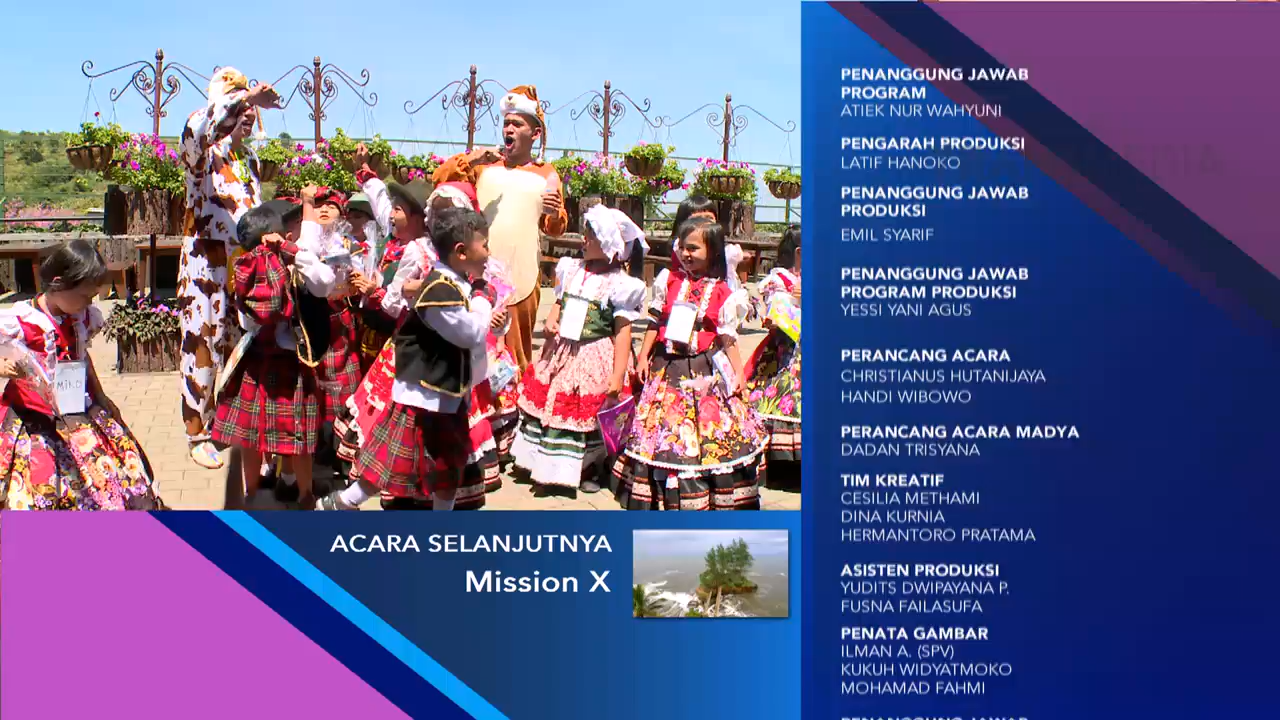 MiKO
ACARA SELANJUTNYA
Mission X
PENANGGUNG JAWAB
PROGRAM
ATIEK NUR WAHYUNI
PENGARAH PRODUKSI
LATIF HANOKO
PENANGGUNG JAWAB
PRODUKSI
EMIL SYARIF
PENANGGUNG JAWAB
PROGRAM PRODUKSI
YESSI YANI AGUS
PERANCANG ACARA
CHRISTIANUS HUTANIJAYA
HANDI WIBOWO
PERANCANG ACARA MADYA
DADAN TRISYANA
TIM KREATIF
CESILIA METHAMI
DINA KURNIA
HERMANTORO PRATAMA
ASISTEN PRODUKSI
YUDITS DWIPAYANA P.
FUSNA FAILASUFA
PENATA GAMBAR
ILMAN A. (SPV)
KUKUH WIDYATMOKO
MOHAMAD FAHMI
PENANGGUNG JAWAB